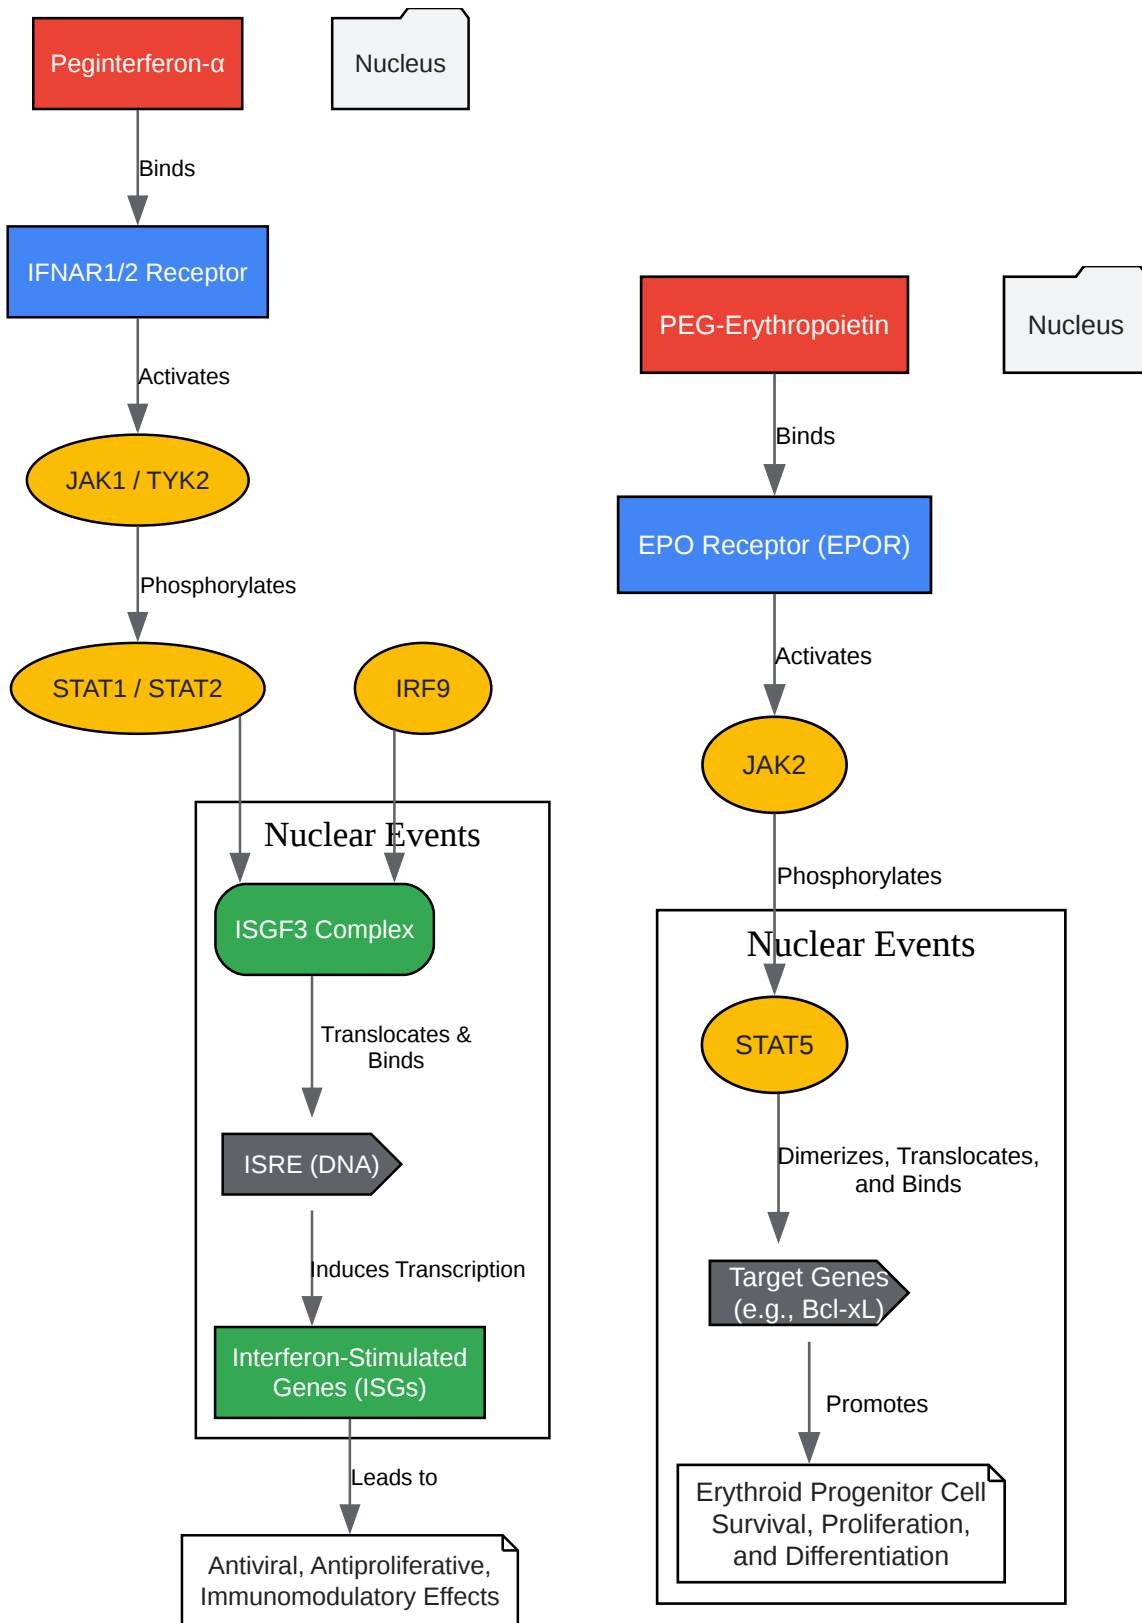 Peginterferon-α
Nucleus
Binds
IFNAR1/2 Receptor
Activates
JAK1 / TYK2
Phosphorylates
STAT1 / STAT2
IRF9
Nuclear Events
ISGF3 Complex
Translocates &
Binds
ISRE (DNA)
Induces Transcription
Interferon-Stimulated
Genes (ISGs)
Leads to
Antiviral, Antiproliferative,
Immunomodulatory Effects
PEG-Erythropoietin
Nucleus
Binds
EPO Receptor (EPOR)
Activates
JAK2
Phosphorylates
Nuclear Events
STAT5
Dimerizes, Translocates,
and Binds
Target Genes
(e.g., Bcl-xL)
Promotes
Erythroid Progenitor Cell
Survival, Proliferation,
and Differentiation